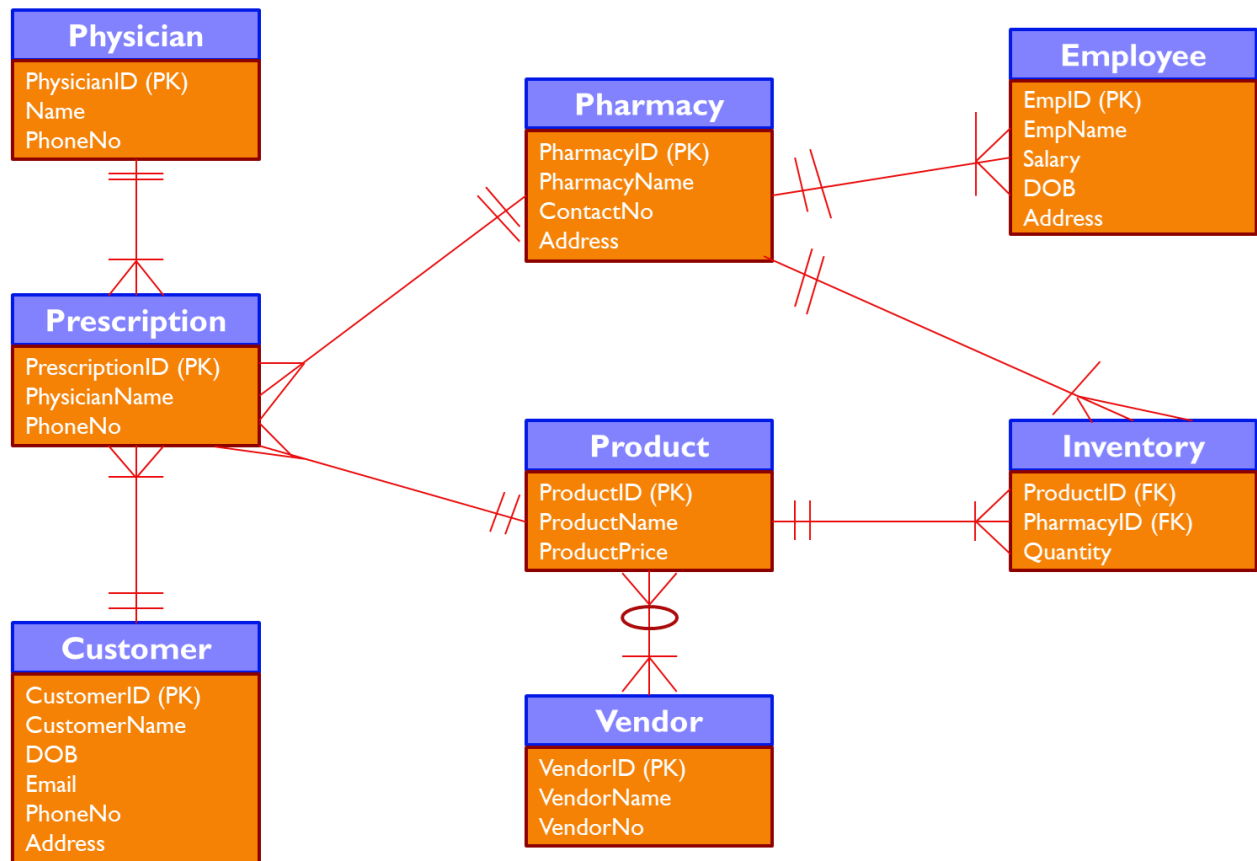 Physician
PhysicianID (PK)
Name
PhoneNo
Pharmacy
PharmacyID (PK)
PharmacyName
ContactNo
Address
Employee
EmpID (PK)
EmpName
Salary
DOB
Address
Prescription
PrescriptionID (PK)
PhysicianName
PhoneNo
Product
ProductID (PK)
ProductName
ProductPrice
Inventory
ProductID (FK)
PharmacyID (FK)
Quantity
Customer
CustomerID (PK)
CustomerName
DOB
Email
PhoneNo
Address
Vendor
VendorID (PK)
VendorName
VendorNo